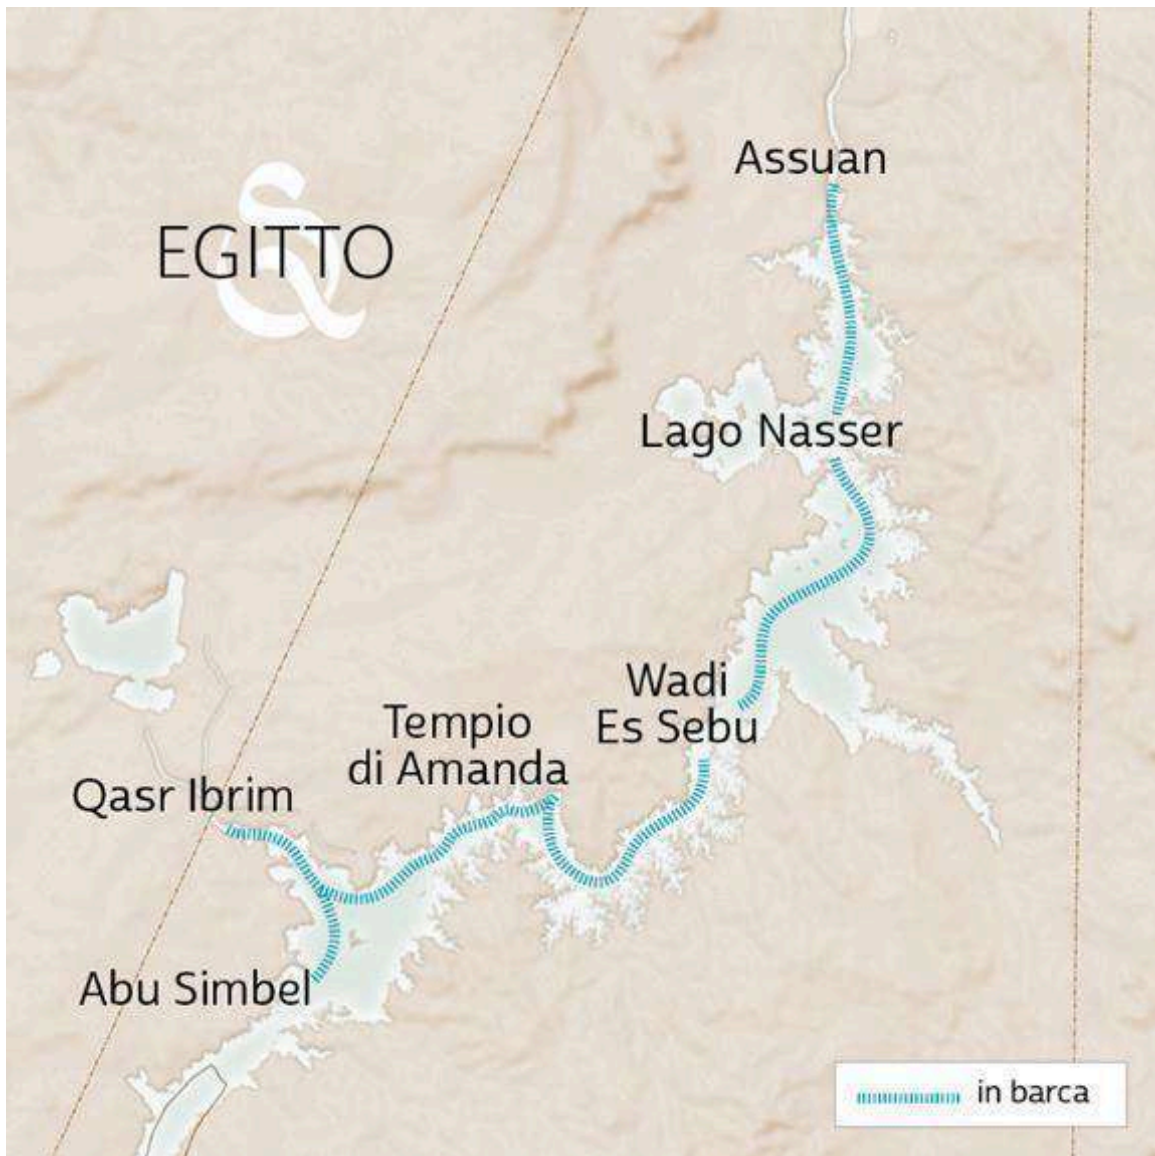 Assuan
EGITTO
Lago Nasser
Wadi
Es Sebu
Tempio
di Amanda
Qasr Ibrim
Abu Simbel
in barca